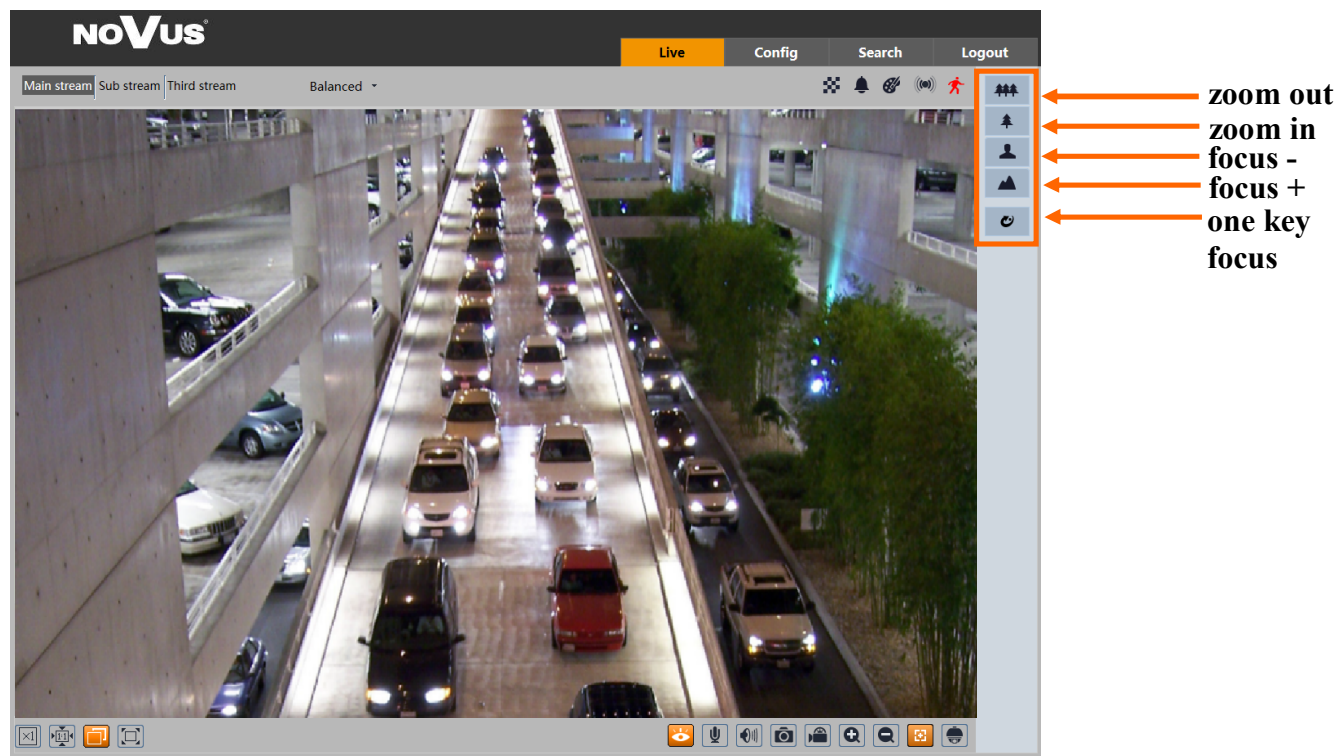 NOVUS
Live Config Search Logout
Main stream Sub stream Third stream Balanced
zoom out
zoom in
focus -
focus +
one key
focus